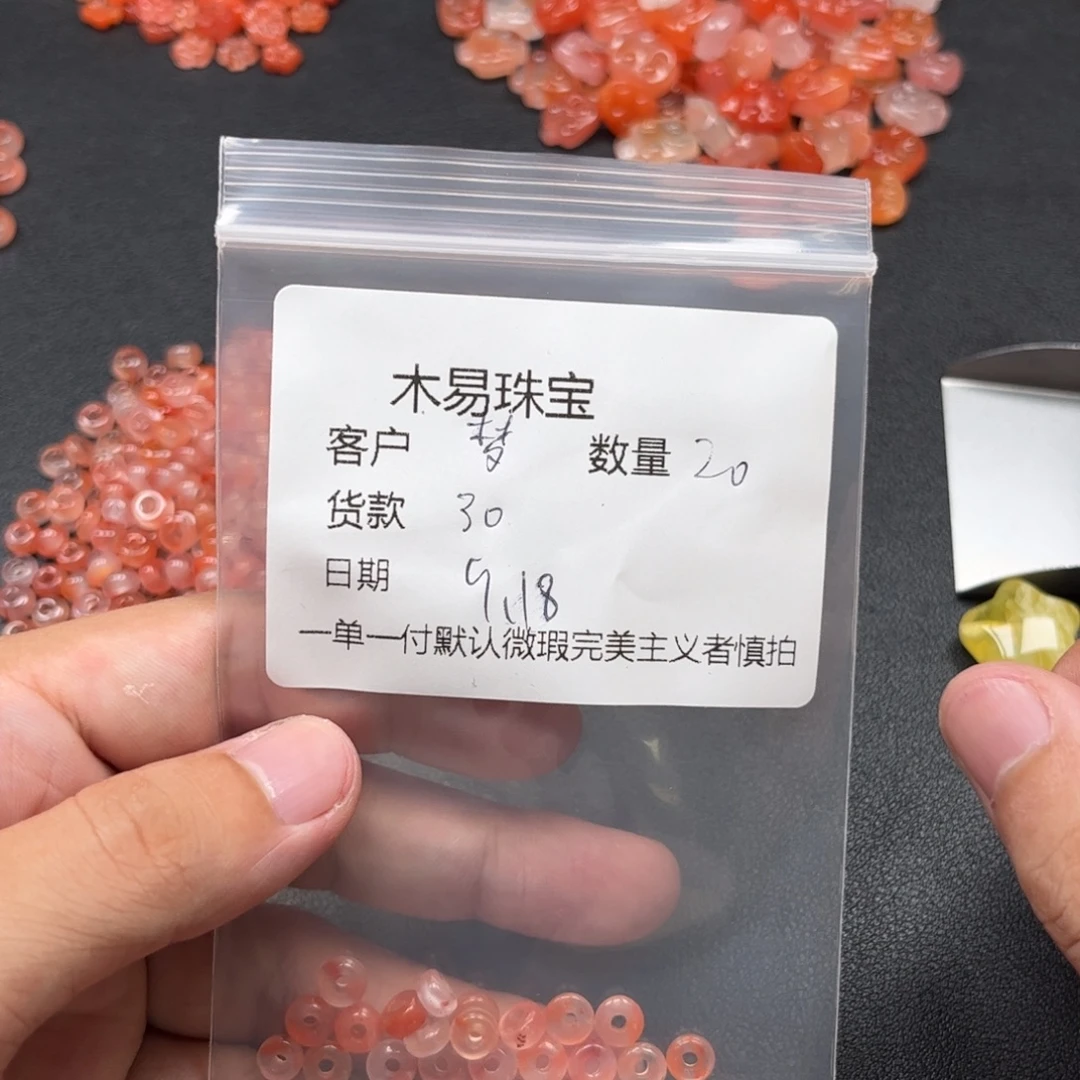 木易珠宝
客户 梦 数量 20
货款 30
日期 9.18
一单一付默认微瑕完美主义者慎拍